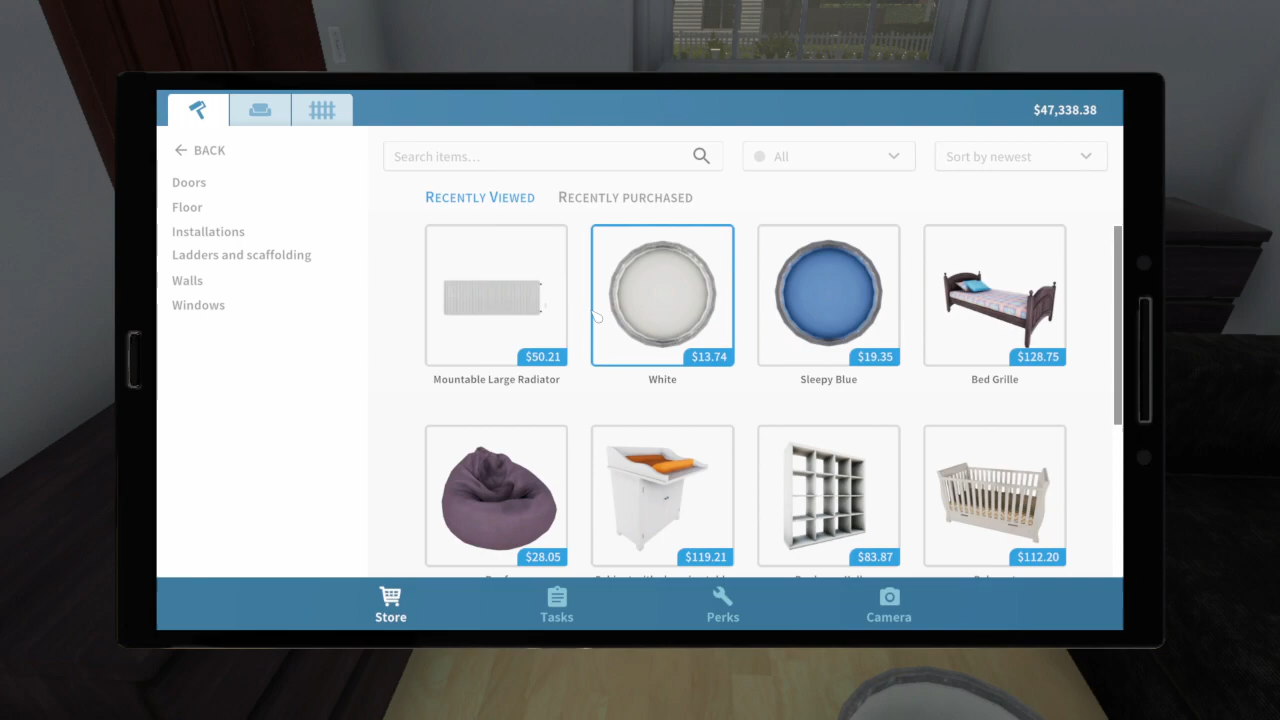 $47,338.38
BACK
Doors
Floor
Installations
Ladders and scaffolding
Walls
Windows
Search items...
All
Sort by newest
RECENTLY VIEWED
RECENTLY PURCHASED
$50.21
$13.74
$19.35
$128.75
Mountable Large Radiator
White
Sleepy Blue
Bed Grille
$28.05
$119.21
$83.87
$112.20
Store
Tasks
Perks
Camera